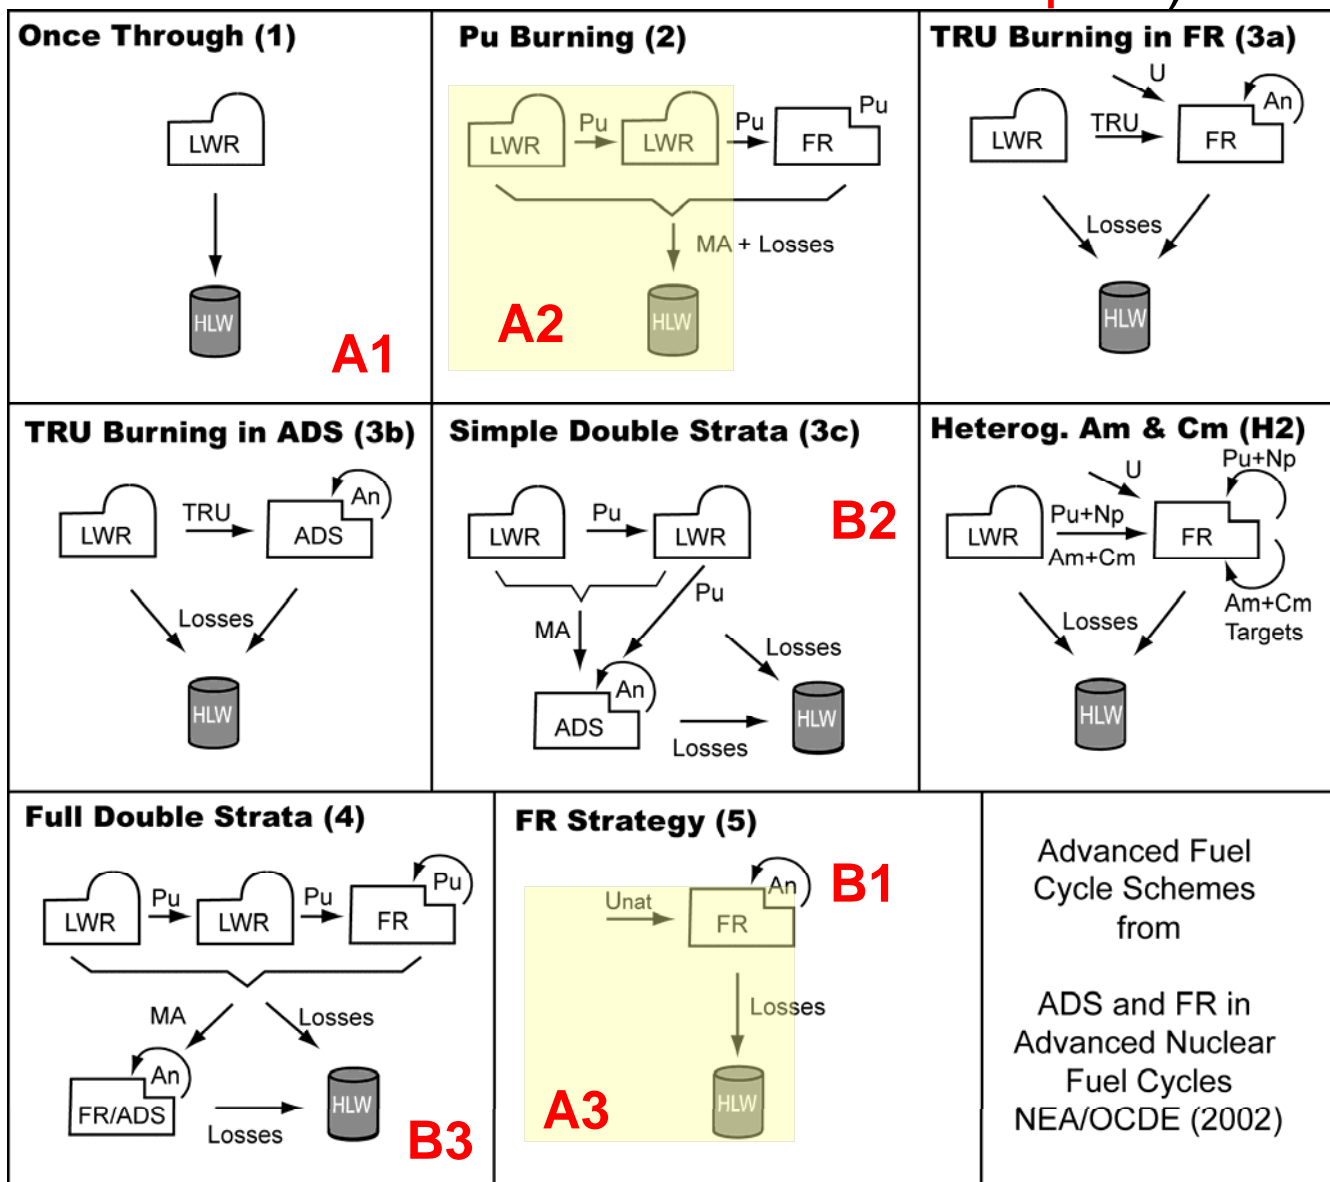 Once Through (1)
LWR
HLW
A1
Pu Burning (2)
LWR
Pu
LWR
Pu
FR
Pu
MA + Losses
HLW
A2
TRU Burning in FR (3a)
U
LWR
TRU
FR
An
Losses
HLW
TRU Burning in ADS (3b)
LWR
TRU
ADS
An
Losses
HLW
Simple Double Strata (3c)
LWR
Pu
LWR
B2
Pu
MA
An
ADS
Losses
Losses
HLW
Heterog. Am & Cm (H2)
U
Pu+Np
LWR
Pu+Np
Am+Cm
FR
Am+Cm
Targets
Losses
HLW
Full Double Strata (4)
LWR
Pu
LWR
Pu
FR
Pu
MA
Losses
An
FR/ADS
Losses
HLW
B3
FR Strategy (5)
Unat
FR
An
B1
Losses
HLW
A3
Advanced Fuel
Cycle Schemes
from
ADS and FR in
Advanced Nuclear
Fuel Cycles
NEA/OCDE (2002)